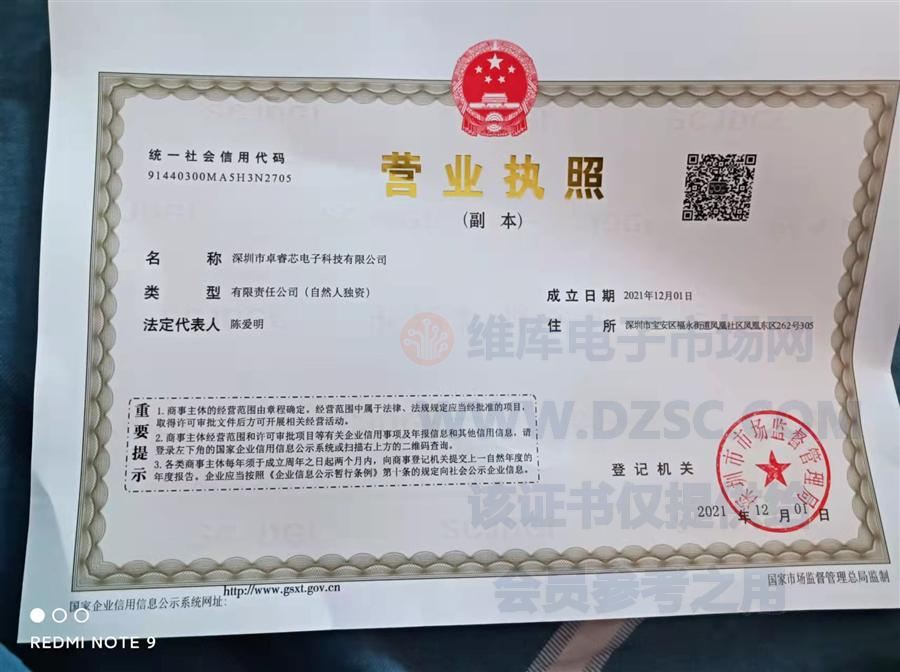 统一社会信用代码
91440300MA5H3N2705
营业执照
(副 本)
名 称 深圳市卓睿芯电子科技有限公司
类 型 有限责任公司（自然人独资）
成立日期 2021年12月01日
法定代表人 陈爱明
住 所 深圳市宝安区福永街道凤凰社区凤凰东区262号305
维库电子市场网
WWW.DZSC.COM
重要提示
1. 商事主体的经营范围由章程确定。经营范围中属于法律、法规规定应当经批准的项目，
取得许可审批文件后方可开展相关经营活动。
2. 商事主体经营范围和许可审批项目等有关企业信用事项及年报信息和其他信用信息，请
登录左下角的国家企业信用信息公示系统或扫描右上方的二维码查询。
3. 各类商事主体每年须于成立周年之日起两个月内，向商事登记机关提交上一自然年度的
年度报告。企业应当按照《企业信息公示暂行条例》第十条的规定向社会公示企业信息。
登记机关
深圳市市场监督管理局
该证书仅提供给
2021 年 12 月 01 日
会员参考之用
国家企业信用信息公示系统网址:
http://www.gsxt.gov.cn
国家市场监督管理总局监制
REDMI NOTE 9